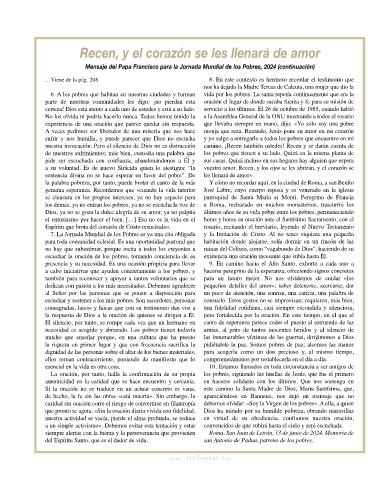 Recen, y el corazón se les llenará de amor
Mensaje del Papa Francisco para la Jornada Mundial de los Pobres, 2024 (continuación)
... Viene de la pág. 208
6. A los pobres que habitan en nuestras ciudades y forman
parte de nuestras comunidades les digo: ¡no pierdan esta
certeza! Dios está atento a cada uno de ustedes y está a su lado.
No los olvida ni podría hacerlo nunca. Todos hemos tenido la
experiencia de una oración que parece quedar sin respuesta.
A veces pedimos ser liberados de una miseria que nos hace
sufrir y nos humilla, y puede parecer que Dios no escucha
nuestra invocación. Pero el silencio de Dios no es distracción
de nuestros sufrimientos; más bien, custodia una palabra que
pide ser escuchada con confianza, abandonándonos a Él y
a su voluntad. Es de nuevo Sirácida quien lo atestigua: “la
sentencia divina no se hace esperar en favor del pobre”. De
la palabra pobreza, por tanto, puede brotar el canto de la más
genuina esperanza. Recordemos que «cuando la vida interior
se clausura en los propios intereses, ya no hay espacio para
los demás, ya no entran los pobres, ya no se escucha la voz de
Dios, ya no se goza la dulce alegría de su amor, ya no palpita
el entusiasmo por hacer el bien. [...] Esa no es la vida en el
Espíritu que brota del corazón de Cristo resucitado».
7. La Jornada Mundial de los Pobres es ya una cita obligada
para toda comunidad eclesial. Es una oportunidad pastoral que
no hay que subestimar, porque incita a todos los creyentes a
escuchar la oración de los pobres, tomando conciencia de su
presencia y su necesidad. Es una ocasión propicia para llevar
a cabo iniciativas que ayuden concretamente a los pobres, y
también para reconocer y apoyar a tantos voluntarios que se
dedican con pasión a los más necesitados. Debemos agradecer
al Señor por las personas que se ponen a disposición para
escuchar y sostener a los más pobres. Son sacerdotes, personas
consagradas, laicos y laicas que con su testimonio dan voz a
la respuesta de Dios a la oración de quienes se dirigen a Él.
El silencio, por tanto, se rompe cada vez que un hermano en
necesidad es acogido y abrazado. Los pobres tienen todavía
mucho que enseñar porque, en una cultura que ha puesto
la riqueza en primer lugar y que con frecuencia sacrifica la
dignidad de las personas sobre el altar de los bienes materiales,
ellos reman contracorriente, poniendo de manifiesto que lo
esencial en la vida es otra cosa.
La oración, por tanto, halla la confirmación de su propia
autenticidad en la caridad que se hace encuentro y cercanía.
Si la oración no se traduce en un actuar concreto es vana,
de hecho, la fe sin las obras «está muerta». Sin embargo, la
caridad sin oración corre el riesgo de convertirse en filantropía
que pronto se agota. «Sin la oración diaria vivida con fidelidad,
nuestra actividad se vacía, pierde el alma profunda, se reduce
a un simple activismo». Debemos evitar esta tentación y estar
siempre alertas con la fuerza y la perseverancia que provienen
del Espíritu Santo, que es el dador de vida.
8. En este contexto es hermoso recordar el testimonio que
nos ha dejado la Madre Teresa de Calcuta, una mujer que dio la
vida por los pobres. La santa repetía continuamente que era la
oración el lugar de donde sacaba fuerza y fe para su misión de
servicio a los últimos. El 26 de octubre de 1985, cuando habló
a la Asamblea General de la ONU mostrando a todos el rosario
que llevaba siempre en mano, dijo: «Yo sólo soy una pobre
monja que reza. Rezando, Jesús pone su amor en mi corazón
y yo salgo a entregarlo a todos los pobres que encuentro en mi
camino. ¡Recen también ustedes! Recen y se darán cuenta de
los pobres que tienen a su lado. Quizá en la misma planta de
sus casas. Quizá incluso en sus hogares hay alguien que espera
vuestro amor. Recen, y los ojos se les abrirán, y el corazón se
les llenará de amor».
Y cómo no recordar aquí, en la ciudad de Roma, a san Benito
José Labre, cuyo cuerpo reposa y es venerado en la iglesia
parroquial de Santa María ai Monti. Peregrino de Francia
a Roma, rechazado en muchos monasterios, trascurrió los
últimos años de su vida pobre entre los pobres, permaneciendo
horas y horas en oración ante el Santísimo Sacramento, con el
rosario, recitando el breviario, leyendo el Nuevo Testamento
y la Imitación de Cristo. Al no tener siquiera una pequeña
habitación donde alojarse, solía dormir en un rincón de las
ruinas del Coliseo, como “vagabundo de Dios”, haciendo de su
existencia una oración incesante que subía hasta Él.
9. En camino hacia el Año Santo, exhorto a cada uno a
hacerse peregrino de la esperanza, ofreciendo signos concretos
para un futuro mejor. No nos olvidemos de cuidar «los
pequeños detalles del amor»: saber detenerse, acercarse, dar
un poco de atención, una sonrisa, una caricia, una palabra de
consuelo. Estos gestos no se improvisan; requieren, más bien,
una fidelidad cotidiana, casi siempre escondida y silenciosa,
pero fortalecida por la oración. En este tiempo, en el que el
canto de esperanza parece ceder el puesto al estruendo de las
armas, al grito de tantos inocentes heridos y al silencio de
las innumerables víctimas de las guerras, dirijámonos a Dios
pidiéndole la paz. Somos pobres de paz; alcemos las manos
para acogerla como un don precioso y, al mismo tiempo,
comprometámonos por restablecerla en el día a día.
10. Estamos llamados en toda circunstancia a ser amigos de
los pobres, siguiendo las huellas de Jesús, que fue el primero
en hacerse solidario con los últimos. Que nos sostenga en
este camino la Santa Madre de Dios, María Santísima, que,
apareciéndose en Banneux, nos dejó un mensaje que no
debemos olvidar: «Soy la Virgen de los pobres». A ella, a quien
Dios ha mirado por su humilde pobreza, obrando maravillas
en virtud de su obediencia, confiamos nuestra oración,
convencidos de que subirá hasta el cielo y será escuchada.
Roma, San Juan de Letrán, 13 de junio de 2024, Memoria de
san Antonio de Padua, patrono de los pobres.